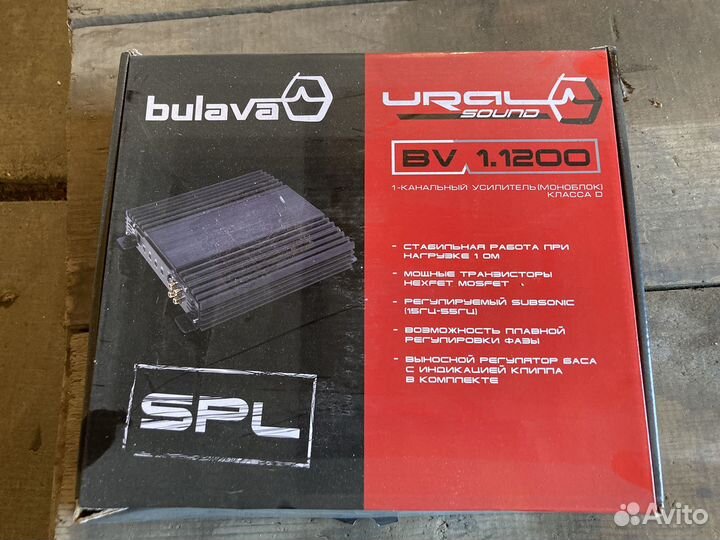 bulava
URAL
SOUND
BV 1.1200
1-КАНАЛЬНЫЙ УСИЛИТЕЛЬ(МОНОБЛОК)
КЛАССА D
- СТАБИЛЬНАЯ РАБОТА ПРИ
НАГРУЗКЕ 1 ОМ
- МОЩНЫЕ ТРАНЗИСТОРЫ
HEXFET MOSFET
- РЕГУЛИРУЕМЫЙ SUBSONIC
(15ГЦ-55ГЦ)
- ВОЗМОЖНОСТЬ ПЛАВНОЙ
РЕГУЛИРОВКИ ФАЗЫ
- ВЫНОСНОЙ РЕГУЛЯТОР БАСА
С ИНДИКАЦИЕЙ КЛИППА
В КОМПЛЕКТЕ
SPL
Avito